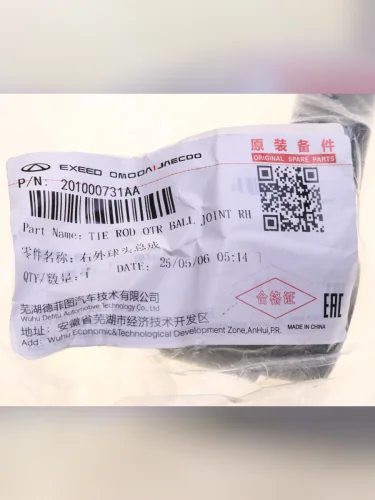 EXEED OMODA JAECOO
原装备件
ORIGINAL SPARE PARTS
P/N: 201000731AA
Part Name: TIE ROD OTR BALL JOINT RH
零件名称: 右外球头总成
QTY/数量: 1 DATE: 25/05/06 05:14
芜湖德菲图汽车技术有限公司
Wuhu Defitu Automotive Technology Co., Ltd
地址: 安徽省芜湖市经济技术开发区
Add: Wuhu Economic&Technological Development Zone,AnHui,P.R.
合格证
EAC
MADE IN CHINA